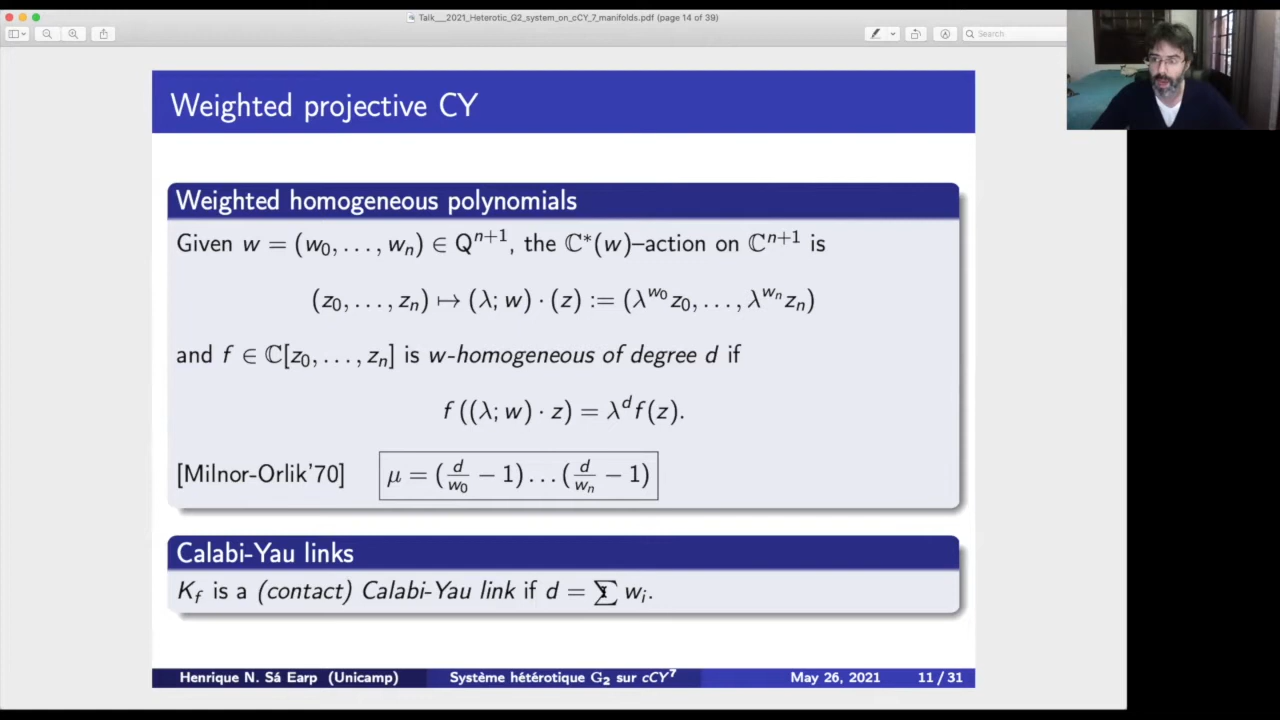 Talk__2021_Heterotic_G2_system_on_cCY_7_manifolds.pdf (page 14 of 39)
Search
Weighted projective CY
Weighted homogeneous polynomials
Given w = (w₀, . . . , wₙ) ∈ Qⁿ⁺¹, the ℂ*(w)–action on ℂⁿ⁺¹ is
(z₀, . . . , zₙ) ↦ (λ; w) · (z) := (λ^{w₀}z₀, . . . , λ^{wₙ}zₙ)
and f ∈ ℂ[z₀, . . . , zₙ] is w-homogeneous of degree d if
f ((λ; w) · z) = λᵈf(z).
[Milnor-Orlik'70] μ = (d/w₀ − 1) . . . (d/wₙ − 1)
Calabi-Yau links
K_f is a (contact) Calabi-Yau link if d = ∑ wᵢ.
Henrique N. Sá Earp (Unicamp) Système hétérotique G₂ sur cCY⁷ May 26, 2021 11 / 31